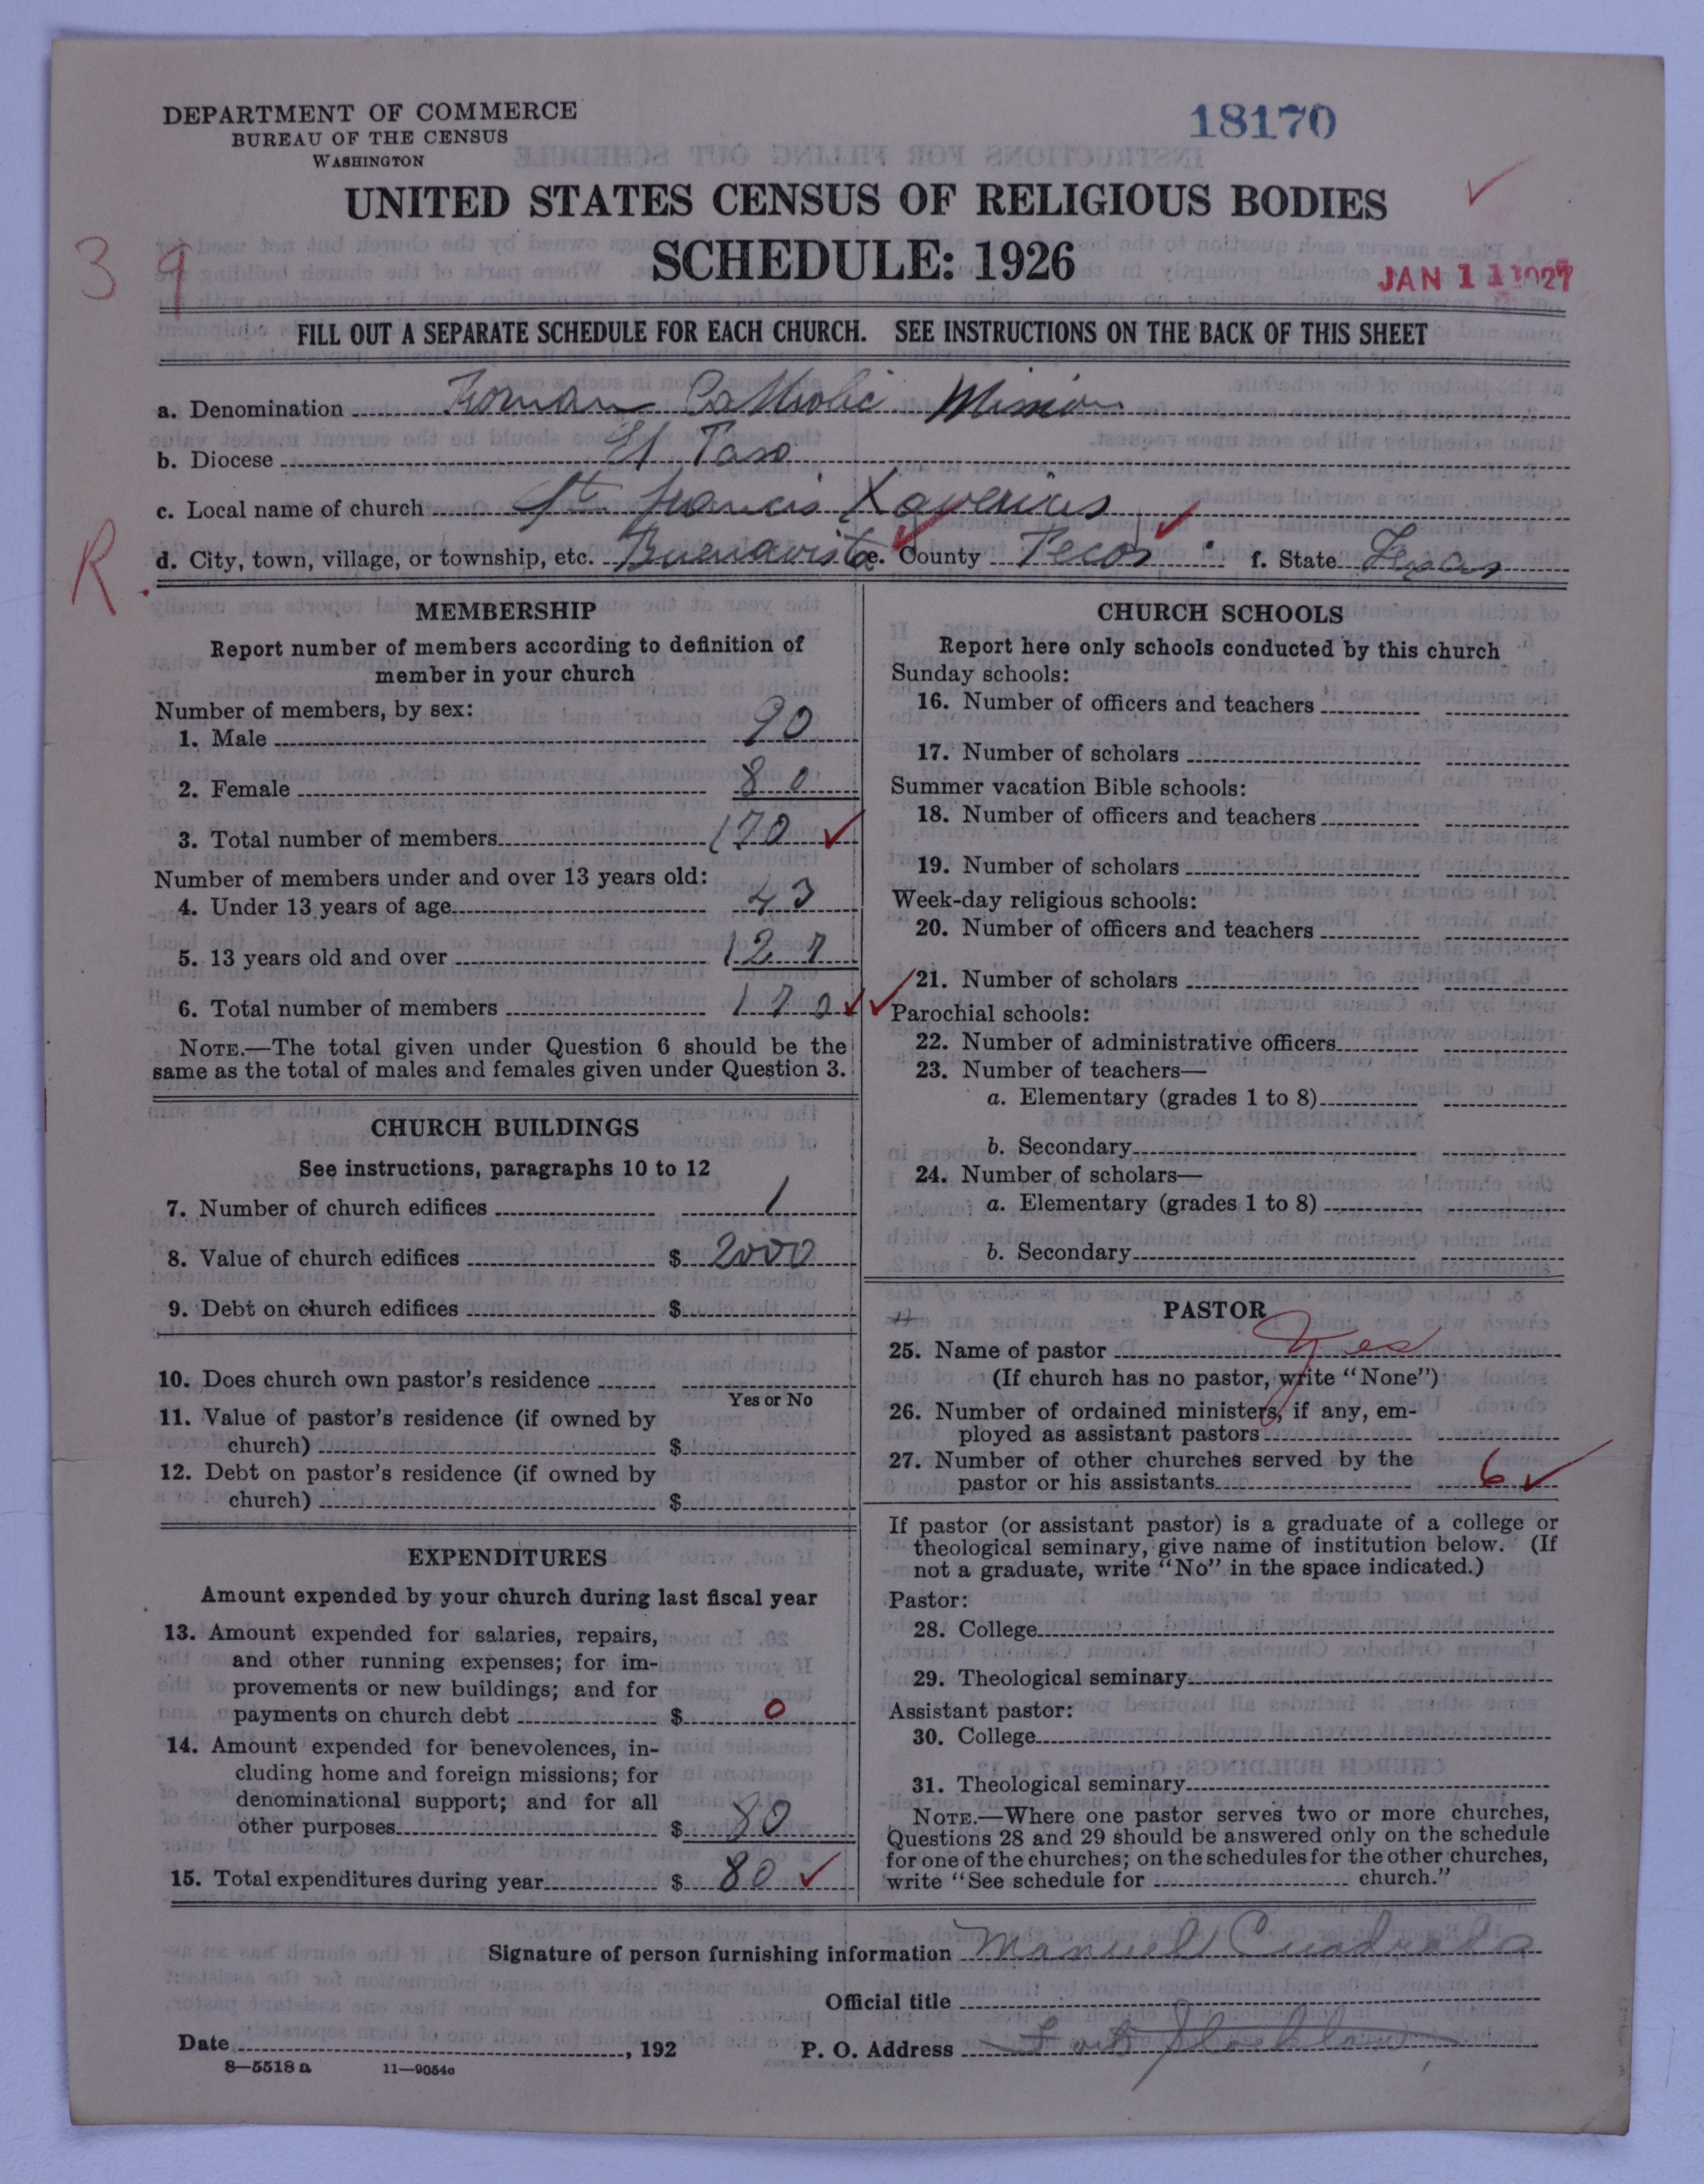 DEPARTMENT OF COMMERCE
BUREAU OF THE CENSUS
WASHINGTON
18170
UNITED STATES CENSUS OF RELIGIOUS BODIES
SCHEDULE: 1926
39
JAN 11 1927
FILL OUT A SEPARATE SCHEDULE FOR EACH CHURCH. SEE INSTRUCTIONS ON THE BACK OF THIS SHEET
a. Denomination Roman Catholic Mission
b. Diocese El Paso
c. Local name of church St Francis Xaverius
R.
d. City, town, village, or township, etc. Buenavista e. County Pecos f. State Texas
MEMBERSHIP
Report number of members according to definition of
member in your church
Number of members, by sex:
1. Male 90
2. Female 80
3. Total number of members 170
Number of members under and over 13 years old:
4. Under 13 years of age 43
5. 13 years old and over 127
6. Total number of members 170
NOTE.—The total given under Question 6 should be the
same as the total of males and females given under Question 3.
CHURCH BUILDINGS
See instructions, paragraphs 10 to 12
7. Number of church edifices 1
8. Value of church edifices $ 2000
9. Debt on church edifices $
10. Does church own pastor's residence
Yes or No
11. Value of pastor's residence (if owned by
church) $
12. Debt on pastor's residence (if owned by
church) $
EXPENDITURES
Amount expended by your church during last fiscal year
13. Amount expended for salaries, repairs,
and other running expenses; for im-
provements or new buildings; and for
payments on church debt $ 0
14. Amount expended for benevolences, in-
cluding home and foreign missions; for
denominational support; and for all
other purposes $ 80
15. Total expenditures during year $ 80
CHURCH SCHOOLS
Report here only schools conducted by this church
Sunday schools:
16. Number of officers and teachers
17. Number of scholars
Summer vacation Bible schools:
18. Number of officers and teachers
19. Number of scholars
Week-day religious schools:
20. Number of officers and teachers
21. Number of scholars
Parochial schools:
22. Number of administrative officers
23. Number of teachers—
a. Elementary (grades 1 to 8)
b. Secondary
24. Number of scholars—
a. Elementary (grades 1 to 8)
b. Secondary
PASTOR
25. Name of pastor Yes
(If church has no pastor, write "None")
26. Number of ordained ministers, if any, em-
ployed as assistant pastors
27. Number of other churches served by the
pastor or his assistants 6
If pastor (or assistant pastor) is a graduate of a college or
theological seminary, give name of institution below. (If
not a graduate, write "No" in the space indicated.)
Pastor:
28. College
29. Theological seminary
Assistant pastor:
30. College
31. Theological seminary
NOTE.—Where one pastor serves two or more churches,
Questions 28 and 29 should be answered only on the schedule
for one of the churches; on the schedules for the other churches,
write "See schedule for church."
Signature of person furnishing information Manuel
Official title
Date , 192 P. O. Address Fort Stockton
8—5518 a 11—9054c